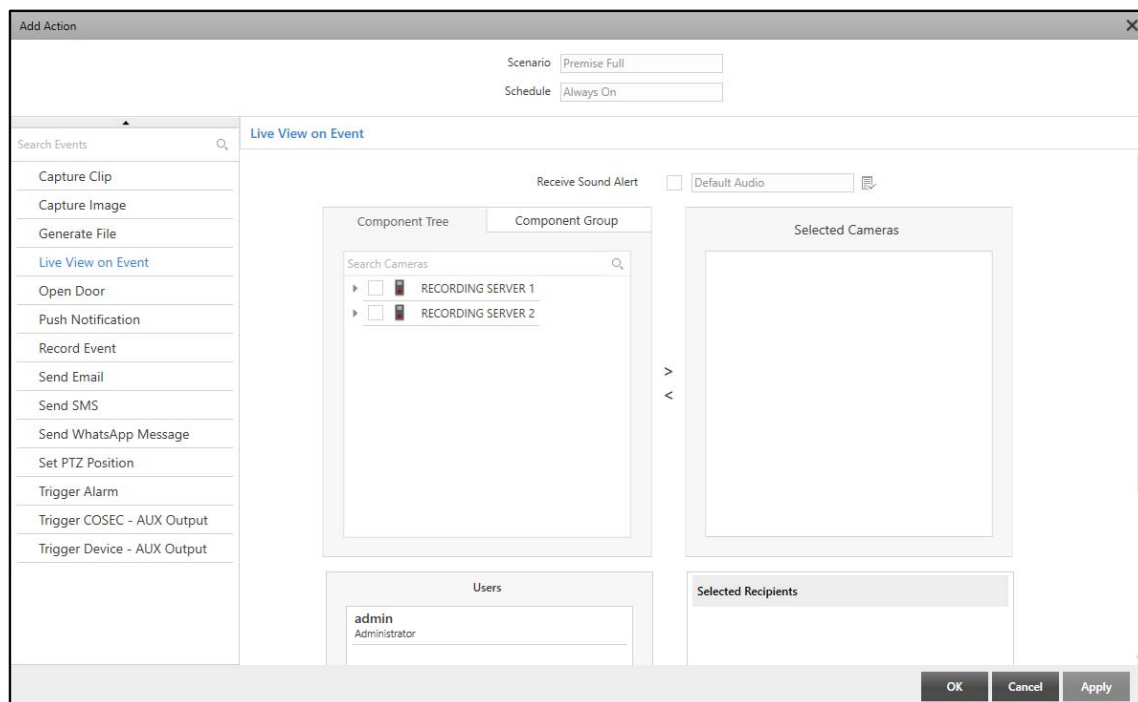 Add Action
Scenario Premise Full
Schedule Always On
Search Events
Capture Clip
Capture Image
Generate File
Live View on Event
Open Door
Push Notification
Record Event
Send Email
Send SMS
Send WhatsApp Message
Set PTZ Position
Trigger Alarm
Trigger COSEC - AUX Output
Trigger Device - AUX Output
Live View on Event
Receive Sound Alert Default Audio
Component Tree Component Group
Search Cameras
RECORDING SERVER 1
RECORDING SERVER 2
>
<
Selected Cameras
Users
admin
Administrator
Selected Recipients
OK Cancel Apply